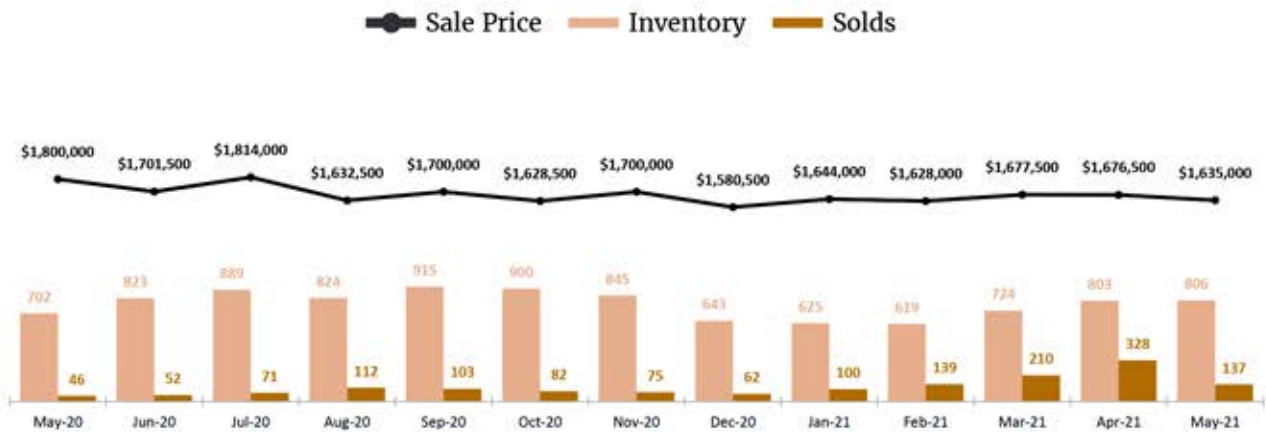 Sale Price Inventory Solds
$1,800,000 $1,701,500 $1,814,000 $1,632,500 $1,700,000 $1,628,500 $1,700,000 $1,580,500 $1,644,000 $1,628,000 $1,677,500 $1,676,500 $1,635,000
702 823 889 824 915 900 845 643 625 619 724 803 806
46 52 71 112 103 82 75 62 100 139 210 328 137
May-20 Jun-20 Jul-20 Aug-20 Sep-20 Oct-20 Nov-20 Dec-20 Jan-21 Feb-21 Mar-21 Apr-21 May-21